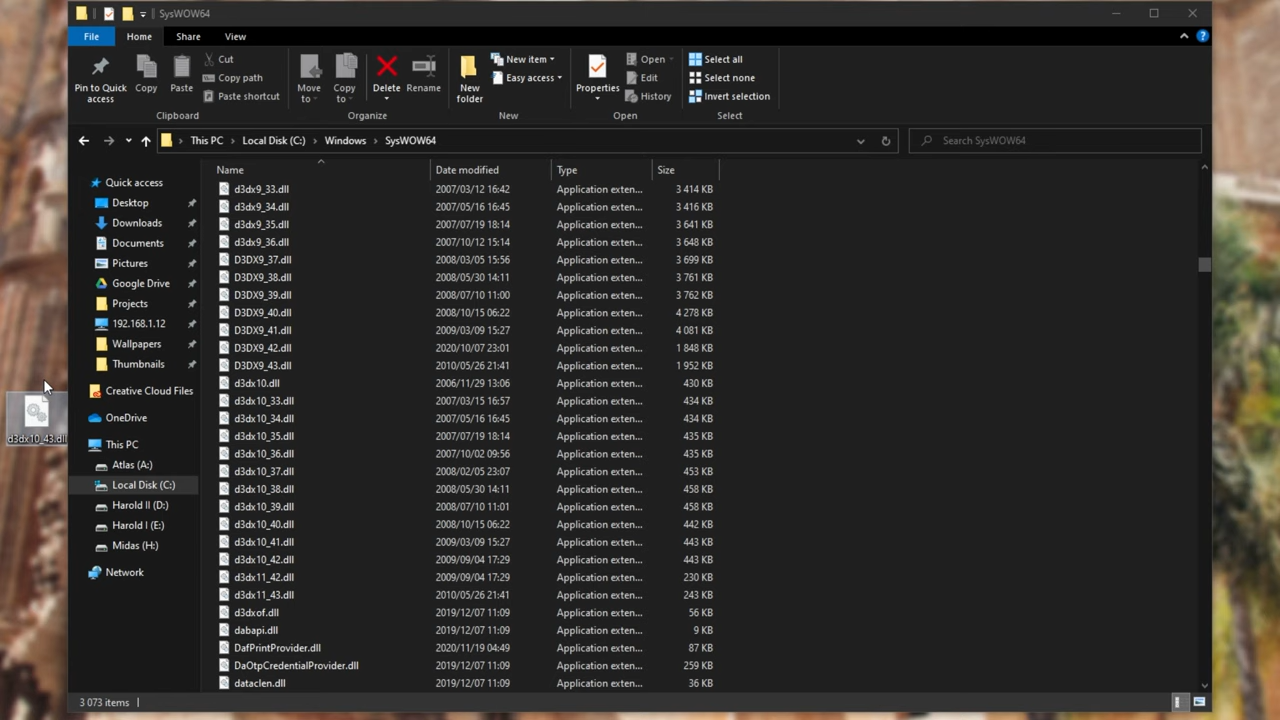 SysWOW64
File Home Share View
Pin to Quick access
Copy
Paste
Cut
Copy path
Paste shortcut
Clipboard
Move to
Copy to
Delete
Rename
Organize
New folder
New item
Easy access
New
Properties
Open
Edit
History
Open
Select all
Select none
Invert selection
Select
This PC > Local Disk (C:) > Windows > SysWOW64
Search SysWOW64
Quick access
Desktop
Downloads
Documents
Pictures
Google Drive
Projects
192.168.1.12
Wallpapers
Thumbnails
Creative Cloud Files
OneDrive
This PC
Atlas (A:)
Local Disk (C:)
Harold II (D:)
Harold I (E:)
Midas (H:)
Network
d3dx10_43.dll
Name Date modified Type Size
d3dx9_33.dll 2007/03/12 16:42 Application exten... 3 414 KB
d3dx9_34.dll 2007/05/16 16:45 Application exten... 3 416 KB
d3dx9_35.dll 2007/07/19 18:14 Application exten... 3 641 KB
d3dx9_36.dll 2007/10/12 15:14 Application exten... 3 648 KB
D3DX9_37.dll 2008/03/05 15:56 Application exten... 3 699 KB
D3DX9_38.dll 2008/05/30 14:11 Application exten... 3 761 KB
D3DX9_39.dll 2008/07/10 11:00 Application exten... 3 762 KB
D3DX9_40.dll 2008/10/15 06:22 Application exten... 4 278 KB
D3DX9_41.dll 2009/03/09 15:27 Application exten... 4 081 KB
D3DX9_42.dll 2020/10/07 23:01 Application exten... 1 848 KB
D3DX9_43.dll 2010/05/26 21:41 Application exten... 1 952 KB
d3dx10.dll 2006/11/29 13:06 Application exten... 430 KB
d3dx10_33.dll 2007/03/15 16:57 Application exten... 434 KB
d3dx10_34.dll 2007/05/16 16:45 Application exten... 434 KB
d3dx10_35.dll 2007/07/19 18:14 Application exten... 435 KB
d3dx10_36.dll 2007/10/02 09:56 Application exten... 435 KB
d3dx10_37.dll 2008/02/05 23:07 Application exten... 453 KB
d3dx10_38.dll 2008/05/30 14:11 Application exten... 458 KB
d3dx10_39.dll 2008/07/10 11:01 Application exten... 458 KB
d3dx10_40.dll 2008/10/15 06:22 Application exten... 442 KB
d3dx10_41.dll 2009/03/09 15:27 Application exten... 443 KB
d3dx10_42.dll 2009/09/04 17:29 Application exten... 443 KB
d3dx11_42.dll 2009/09/04 17:29 Application exten... 230 KB
d3dx11_43.dll 2010/05/26 21:41 Application exten... 243 KB
d3dxof.dll 2019/12/07 11:09 Application exten... 56 KB
dabapi.dll 2019/12/07 11:09 Application exten... 9 KB
DafPrintProvider.dll 2020/11/19 04:49 Application exten... 87 KB
DaOtpCredentialProvider.dll 2019/12/07 11:09 Application exten... 259 KB
dataclen.dll 2019/12/07 11:09 Application exten... 36 KB
3 073 items